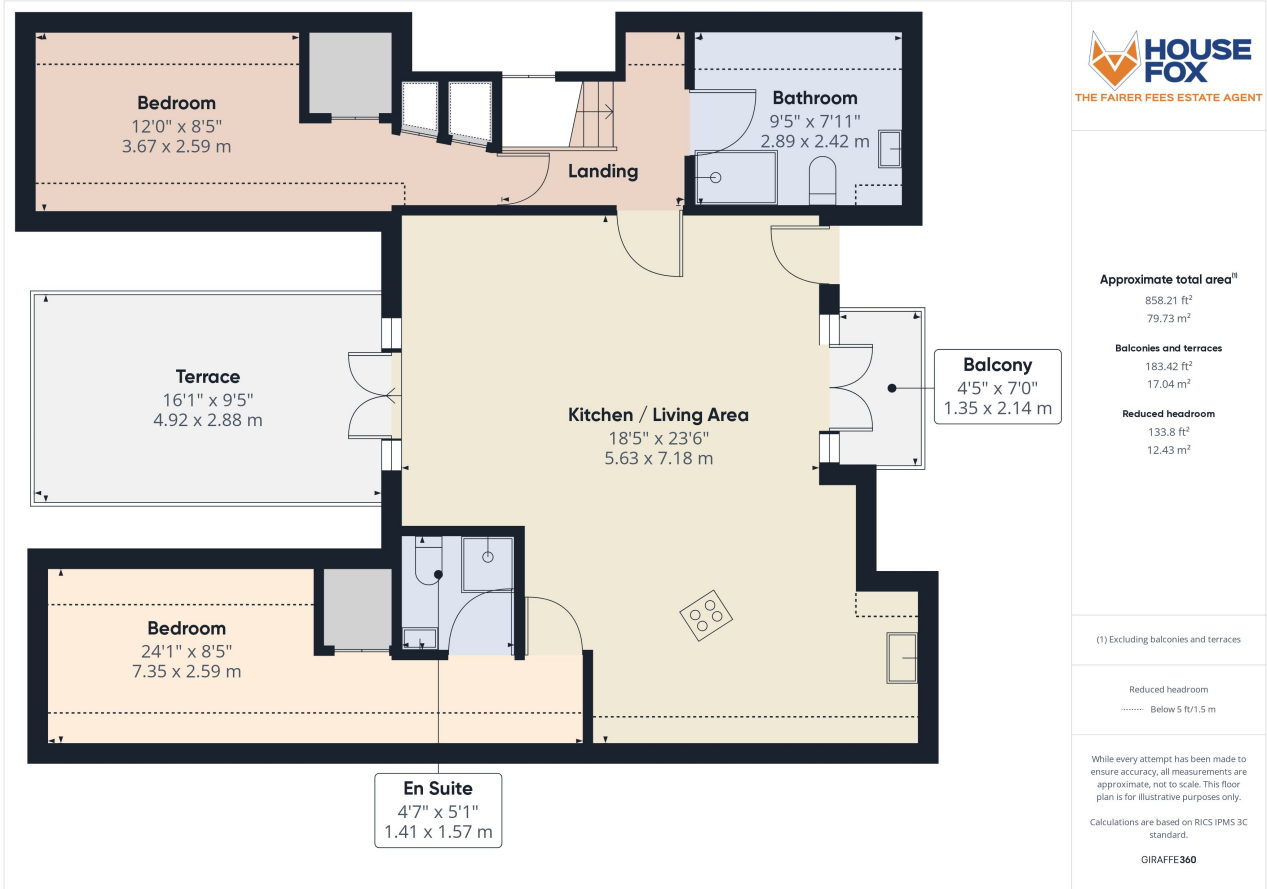 Bedroom
12'0" x 8'5"
3.67 x 2.59 m
Bathroom
9'5" x 7'11"
2.89 x 2.42 m
Landing
Terrace
16'1" x 9'5"
4.92 x 2.88 m
Kitchen / Living Area
18'5" x 23'6"
5.63 x 7.18 m
Balcony
4'5" x 7'0"
1.35 x 2.14 m
Bedroom
24'1" x 8'5"
7.35 x 2.59 m
En Suite
4'7" x 5'1"
1.41 x 1.57 m
HOUSE
FOX
THE FAIRER FEES ESTATE AGENT
Approximate total area⁽¹⁾
858.21 ft²
79.73 m²
Balconies and terraces
183.42 ft²
17.04 m²
Reduced headroom
133.8 ft²
12.43 m²
(1) Excluding balconies and terraces
Reduced headroom
Below 5 ft/1.5 m
While every attempt has been made to
ensure accuracy, all measurements are
approximate, not to scale. This floor
plan is for illustrative purposes only.
Calculations are based on RICS IPMS 3C
standard.
GIRAFFE360